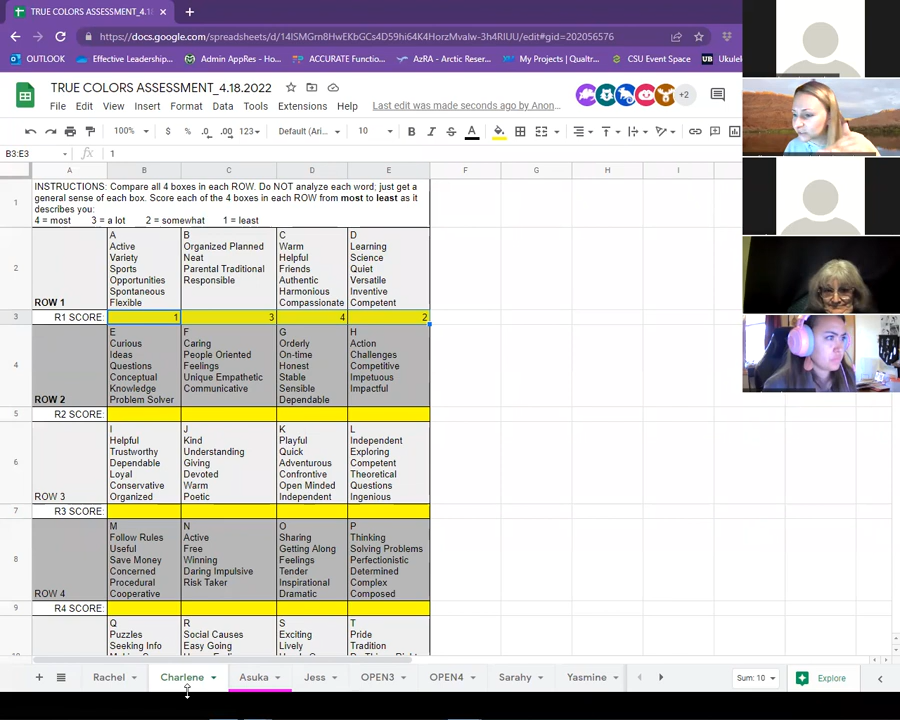 TRUE COLORS ASSESSMENT_4.18.2022
https://docs.google.com/spreadsheets/d/14lSMGrn8HwEKbGCs4D59hi64K4HorzMvalw-3h4RIUU/edit#gid=202056576
OUTLOOK Effective Leadership... Admin AppRes - Ho... ACCURATE Function... AzRA - Arctic Reser... My Projects | Qualtr... CSU Event Space Ukulel
TRUE COLORS ASSESSMENT_4.18.2022
File Edit View Insert Format Data Tools Extensions Help Last edit was made seconds ago by Anon...
+2
100% $ % .0 .00 123 Default (Ari... 10 B I S A
B3:E3 fx 1
A B C D E F G H I
1 INSTRUCTIONS: Compare all 4 boxes in each ROW. Do NOT analyze each word; just get a
general sense of each box. Score each of the 4 boxes in each ROW from most to least as it
describes you:
4 = most 3 = a lot 2 = somewhat 1 = least
2
ROW 1
A
Active
Variety
Sports
Opportunities
Spontaneous
Flexible
B
Organized Planned
Neat
Parental Traditional
Responsible
C
Warm
Helpful
Friends
Authentic
Harmonious
Compassionate
D
Learning
Science
Quiet
Versatile
Inventive
Competent
3 R1 SCORE: 1 3 4 2
4
ROW 2
E
Curious
Ideas
Questions
Conceptual
Knowledge
Problem Solver
F
Caring
People Oriented
Feelings
Unique Empathetic
Communicative
G
Orderly
On-time
Honest
Stable
Sensible
Dependable
H
Action
Challenges
Competitive
Impetuous
Impactful
5 R2 SCORE:
6
ROW 3
I
Helpful
Trustworthy
Dependable
Loyal
Conservative
Organized
J
Kind
Understanding
Giving
Devoted
Warm
Poetic
K
Playful
Quick
Adventurous
Confrontive
Open Minded
Independent
L
Independent
Exploring
Competent
Theoretical
Questions
Ingenious
7 R3 SCORE:
8
ROW 4
M
Follow Rules
Useful
Save Money
Concerned
Procedural
Cooperative
N
Active
Free
Winning
Daring Impulsive
Risk Taker
O
Sharing
Getting Along
Feelings
Tender
Inspirational
Dramatic
P
Thinking
Solving Problems
Perfectionistic
Determined
Complex
Composed
9 R4 SCORE:
Q
Puzzles
Seeking Info
R
Social Causes
Easy Going
S
Exciting
Lively
T
Pride
Tradition
Rachel Charlene Asuka Jess OPEN3 OPEN4 Sarahy Yasmine Sum: 10 Explore